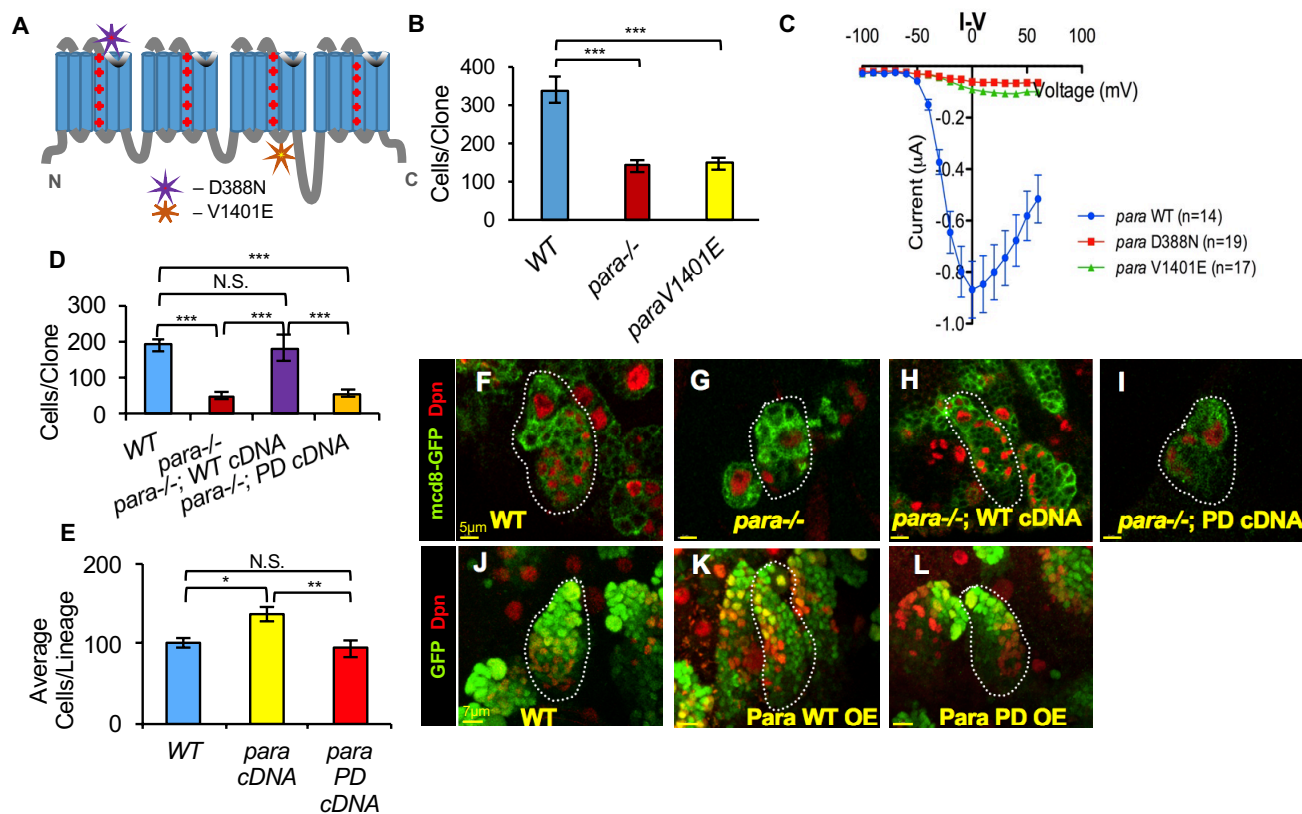 A
N
C
– D388N
– V1401E
B
***
***
400
300
200
100
0
Cells/Clone
WT
para-/-
paraV1401E
C
I-V
-100
-50
0
50
100
Voltage (mV)
-0.2
-0.4
-0.6
-0.8
-1.0
Current (µA)
para WT (n=14)
para D388N (n=19)
para V1401E (n=17)
D
***
N.S.
***
***
***
300
200
100
0
Cells/Clone
WT
para-/-
para-/-; WT cDNA
para-/-; PD cDNA
E
N.S.
*
**
200
100
0
Average
Cells/Lineage
WT
para
cDNA
para
PD
cDNA
mcd8-GFP Dpn
F
5µm
WT
G
para-/-
H
para-/-; WT cDNA
I
para-/-; PD cDNA
GFP Dpn
J
7µm
WT
K
Para WT OE
L
Para PD OE